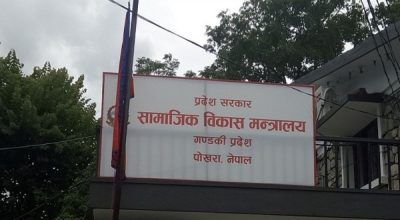 प्रदेश सरकार
सामाजिक विकास मन्त्रालय
गण्डकी प्रदेश
पोखरा, नेपाल